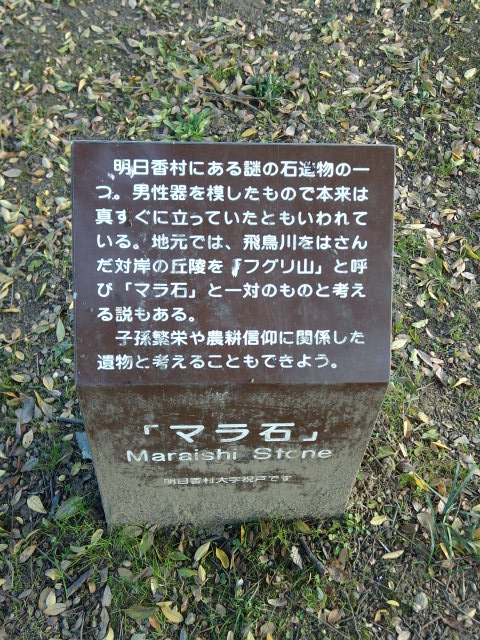 明日香村にある謎の石造物の一
つ。男性器を模したもので本来は
真すぐに立っていたともいわれて
いる。地元では、飛鳥川をはさん
だ対岸の丘陵を「フグリ山」と呼
び「マラ石」と一対のものと考え
る説もある。
子孫繁栄や農耕信仰に関係した
遺物と考えることもできよう。
「マラ石」
Maraishi Stone
明日香村大字祝戸です